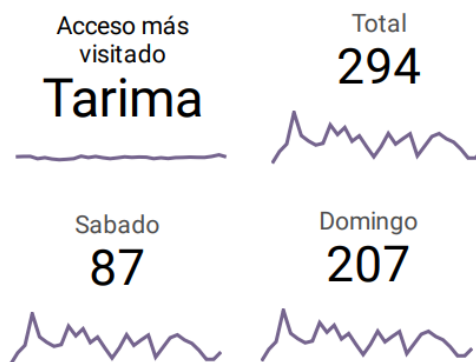 Acceso más
visitado
Tarima
Total
294
Sabado
87
Domingo
207